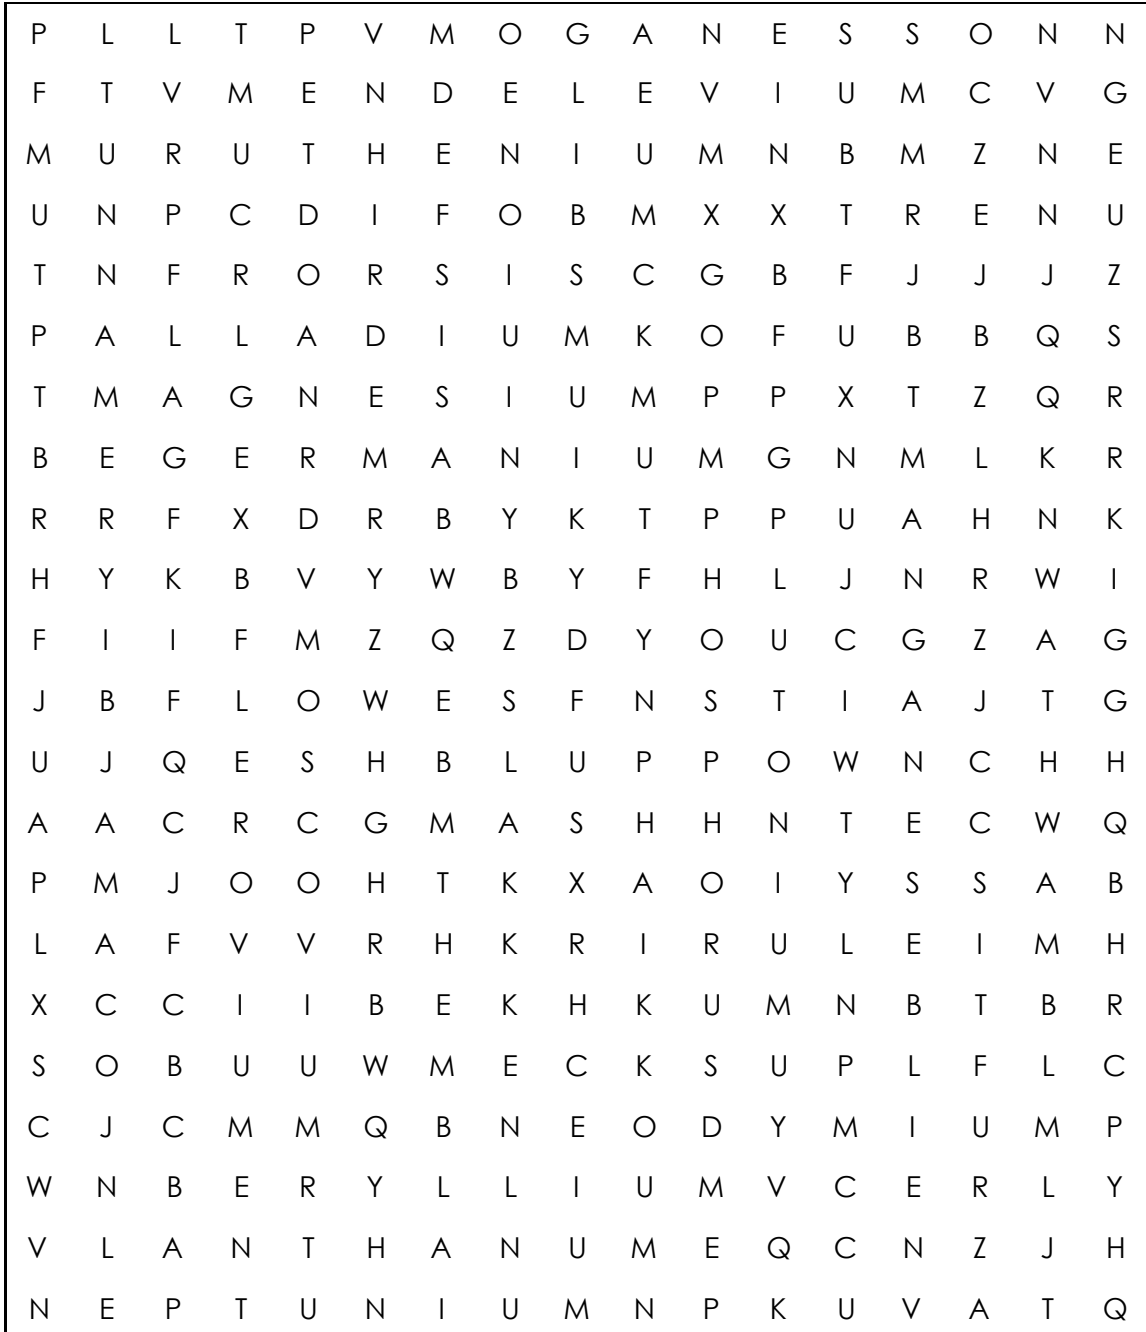 P L L T P V M O G A N E S S O N N
F T V M E N D E L E V I U M C V G
M U R U T H E N I U M N B M Z N E
U N P C D I F O B M X X T R E N U
T N F R O R S I S C G B F J J J Z
P A L L A D I U M K O F U B B Q S
T M A G N E S I U M P P X T Z Q R
B E G E R M A N I U M G N M L K R
R R F X D R B Y K T P P U A H N K
H Y K B V Y W B Y F H L J N R W I
F I I F M Z Q Z D Y O U C G Z A G
J B F L O W E S F N S T I A J T G
U J Q E S H B L U P P O W N C H H
A A C R C G M A S H H N T E C W Q
P M J O O H T K X A O I Y S S A B
L A F V V R H K R I R U L E I M H
X C C I I B E K H K U M N B T B R
S O B U U W M E C K S U P L F L C
C J C M M Q B N E O D Y M I U M P
W N B E R Y L L I U M V C E R L Y
V L A N T H A N U M E Q C N Z J H
N E P T U N I U M N P K U V A T Q